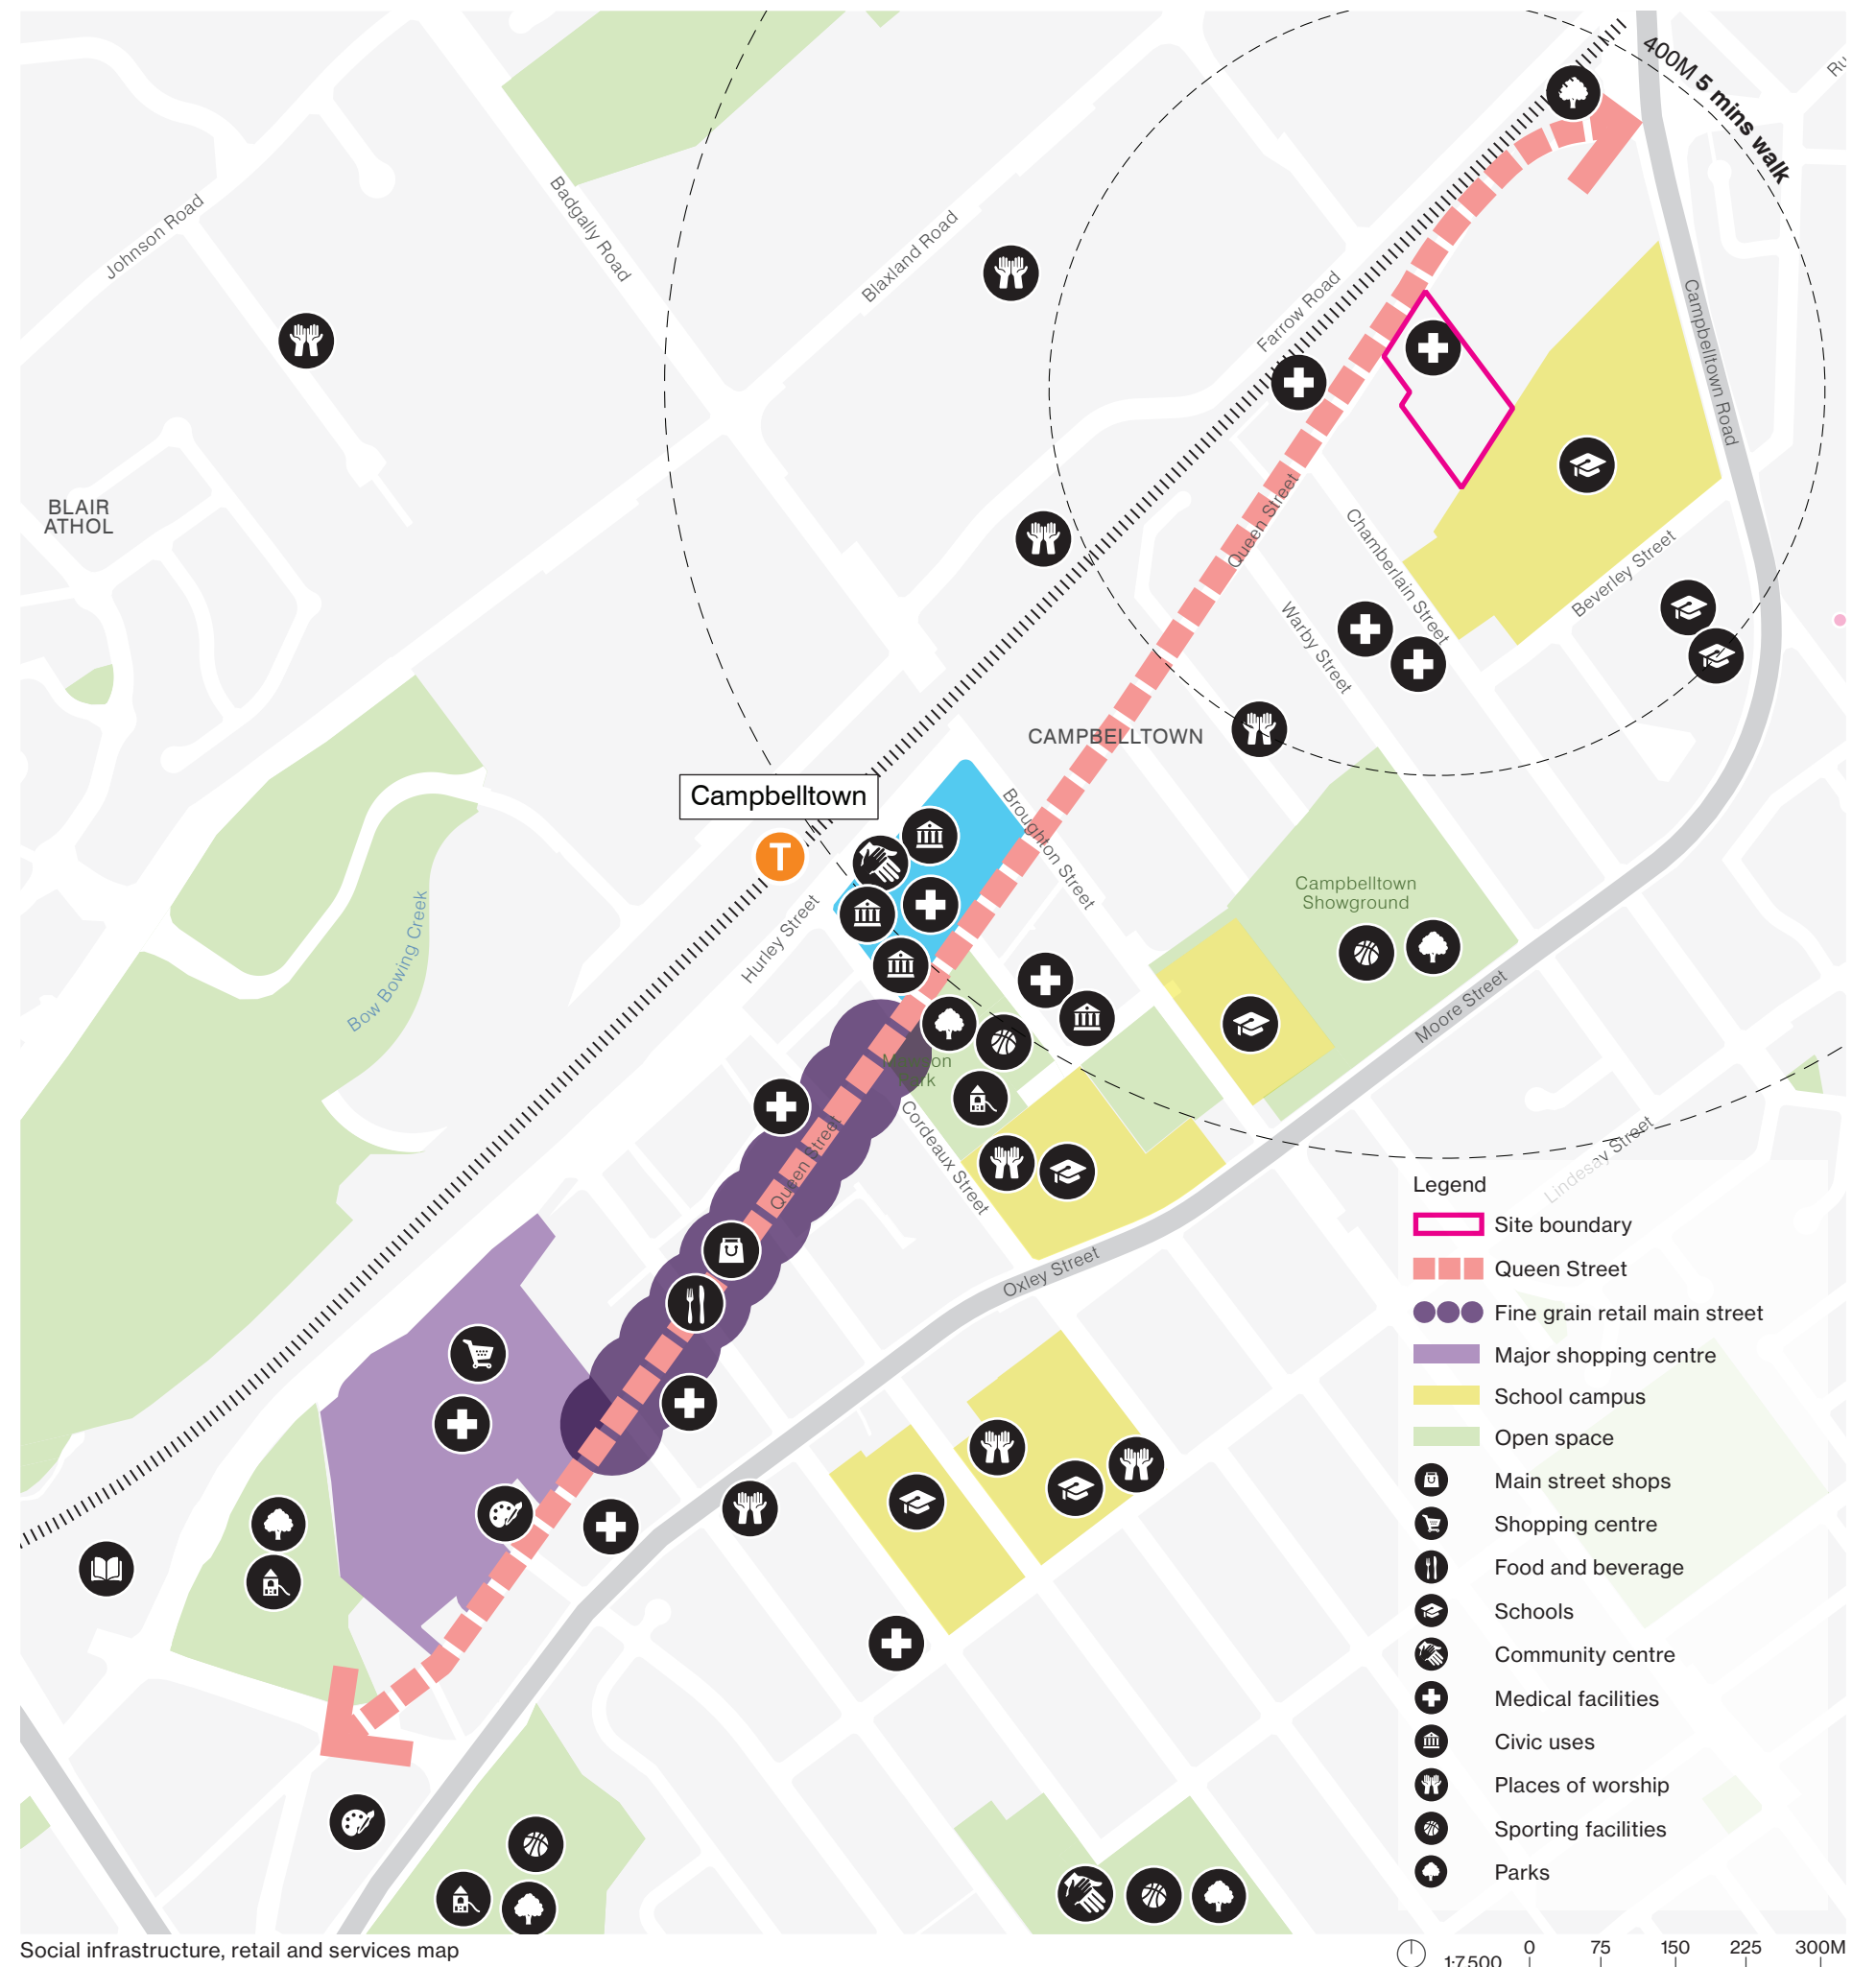 400M 5 mins walk
Johnson Road
Badgally Road
Blaxland Road
Farrow Road
Campbelltown Road
BLAIR
ATHOL
Queen Street
Chamberlain Street
Beverley Street
Warby Street
CAMPBELLTOWN
Campbelltown
T
Broughton Street
Hurley Street
Bow Bowing Creek
Campbelltown
Showground
Moore Street
Park
Cordeaux Street
Queen Street
Lindesay Street
Oxley Street
Legend
Site boundary
Queen Street
Fine grain retail main street
Major shopping centre
School campus
Open space
Main street shops
Shopping centre
Food and beverage
Schools
Community centre
Medical facilities
Civic uses
Places of worship
Sporting facilities
Parks
Social infrastructure, retail and services map
1:7,500
0 75 150 225 300M